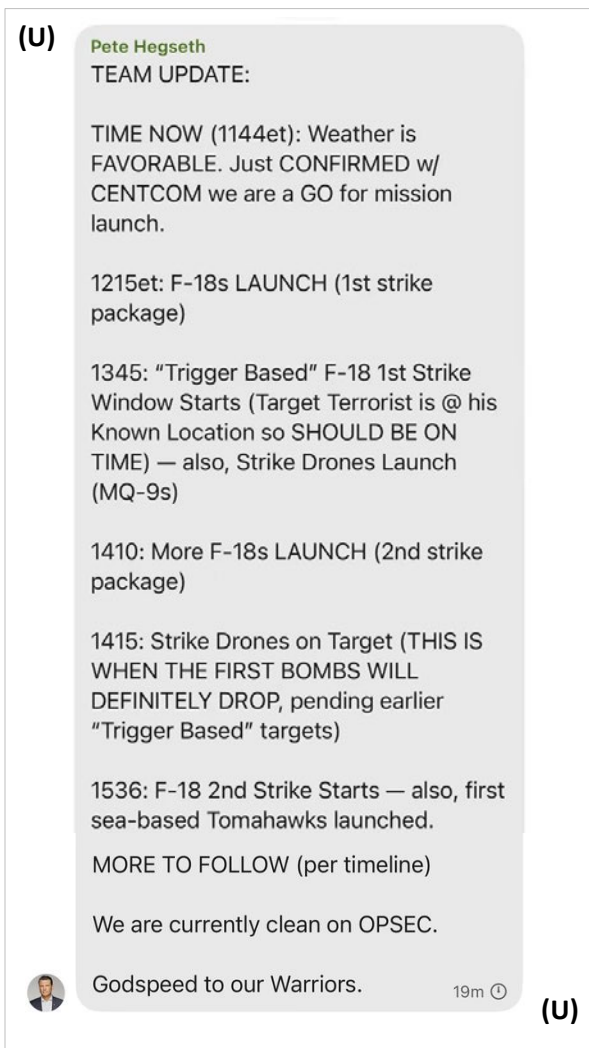 (U)
Pete Hegseth
TEAM UPDATE:
TIME NOW (1144et): Weather is
FAVORABLE. Just CONFIRMED w/
CENTCOM we are a GO for mission
launch.
1215et: F-18s LAUNCH (1st strike
package)
1345: “Trigger Based” F-18 1st Strike
Window Starts (Target Terrorist is @ his
Known Location so SHOULD BE ON
TIME) — also, Strike Drones Launch
(MQ-9s)
1410: More F-18s LAUNCH (2nd strike
package)
1415: Strike Drones on Target (THIS IS
WHEN THE FIRST BOMBS WILL
DEFINITELY DROP, pending earlier
“Trigger Based” targets)
1536: F-18 2nd Strike Starts — also, first
sea-based Tomahawks launched.
MORE TO FOLLOW (per timeline)
We are currently clean on OPSEC.
Godspeed to our Warriors.
19m
(U)